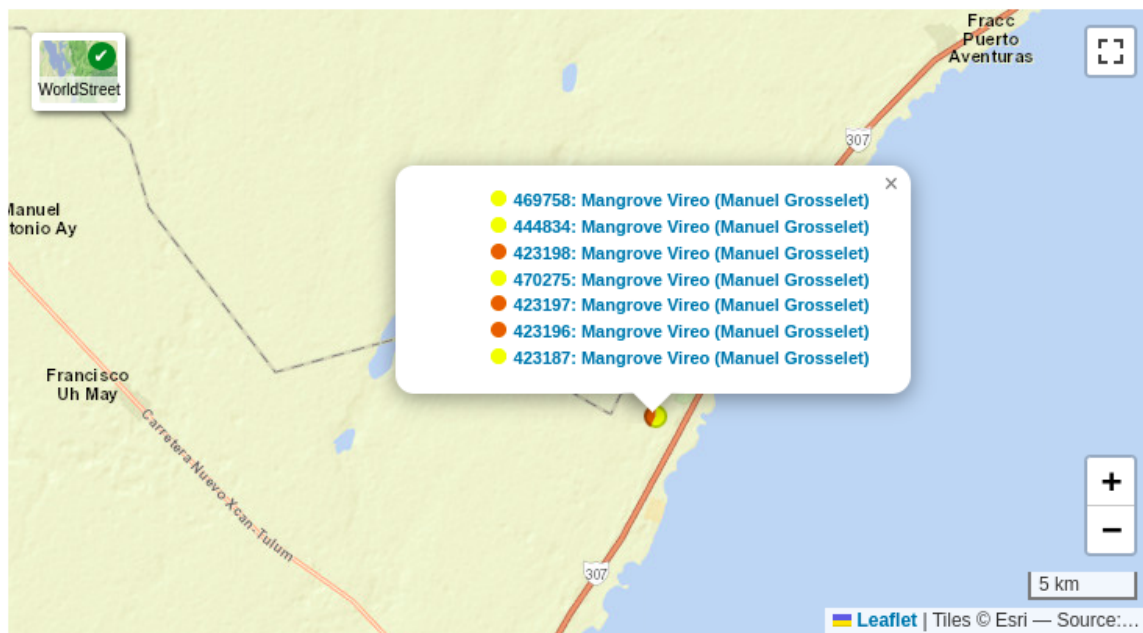 Fracc
Puerto
Aventuras
WorldStreet
307
×
469758: Mangrove Vireo (Manuel Grosselet)
444834: Mangrove Vireo (Manuel Grosselet)
423198: Mangrove Vireo (Manuel Grosselet)
470275: Mangrove Vireo (Manuel Grosselet)
423197: Mangrove Vireo (Manuel Grosselet)
423196: Mangrove Vireo (Manuel Grosselet)
423187: Mangrove Vireo (Manuel Grosselet)
Manuel
tonio Ay
Francisco
Uh May
Carretera Nuevo Xcan-Tulum
+
−
307
5 km
Leaflet | Tiles © Esri — Source:...